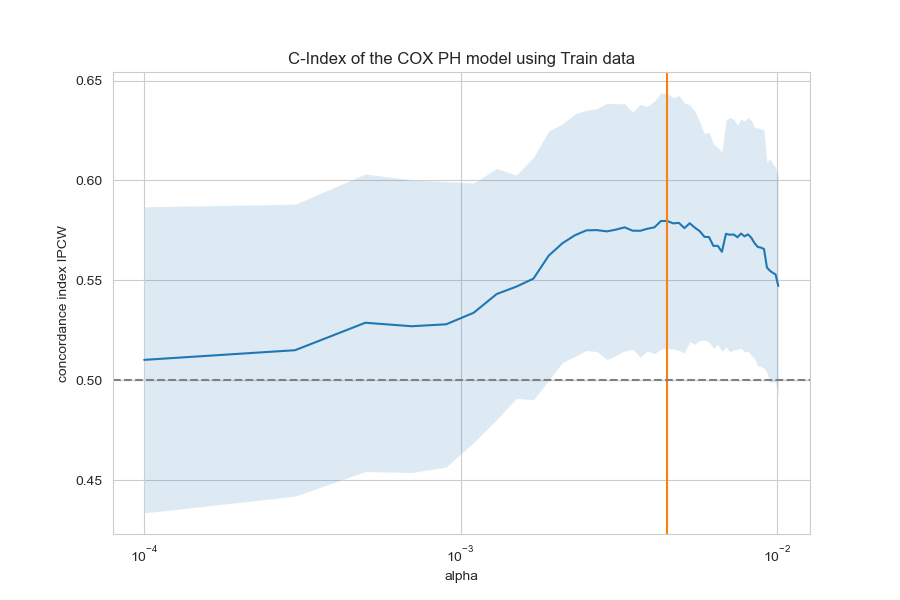 C-Index of the COX PH model using Train data
concordance index IPCW
0.65
0.60
0.55
0.50
0.45
10⁻⁴
10⁻³
10⁻²
alpha